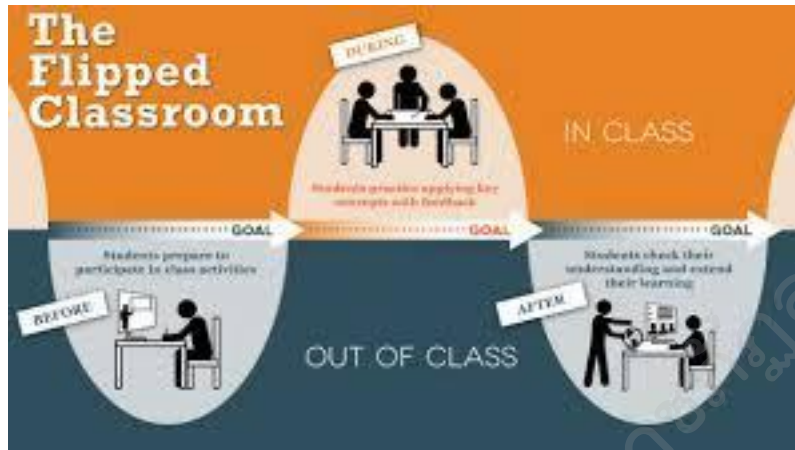 The
Flipped
Classroom
DURING
IN CLASS
Students practice applying key
concepts with feedback
GOAL
GOAL
GOAL
Students prepare to
participate in class activities
Students check their
understanding and extend
their learning
BEFORE
AFTER
OUT OF CLASS